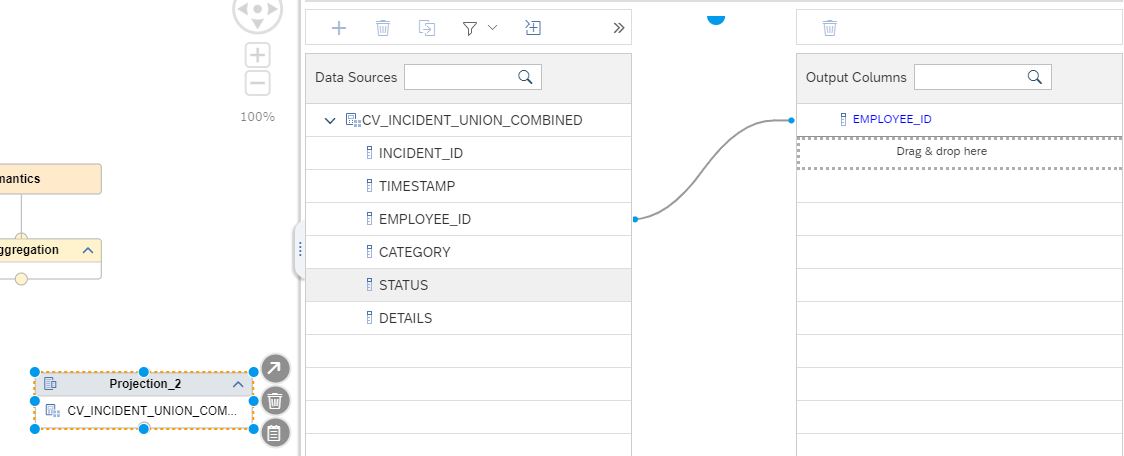 100%
mantics
ggregation
Projection_2
CV_INCIDENT_UNION_COM...
Data Sources
CV_INCIDENT_UNION_COMBINED
INCIDENT_ID
TIMESTAMP
EMPLOYEE_ID
CATEGORY
STATUS
DETAILS
Output Columns
EMPLOYEE_ID
Drag & drop here